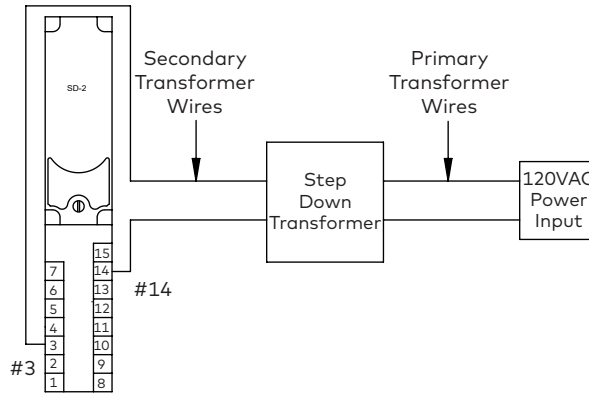 SD-2
Secondary
Transformer
Wires
Primary
Transformer
Wires
Step
Down
Transformer
120VAC
Power
Input
15
7
14
6
13
5
12
4
11
3
10
2
9
1
8
#14
#3